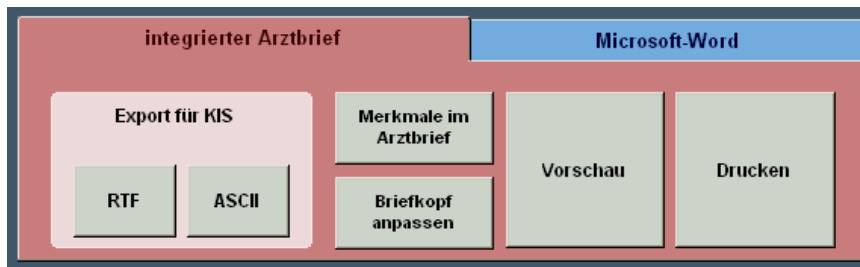 integrierter Arztbrief
Microsoft-Word
Export für KIS
RTF
ASCII
Merkmale im
Arztbrief
Briefkopf
anpassen
Vorschau
Drucken